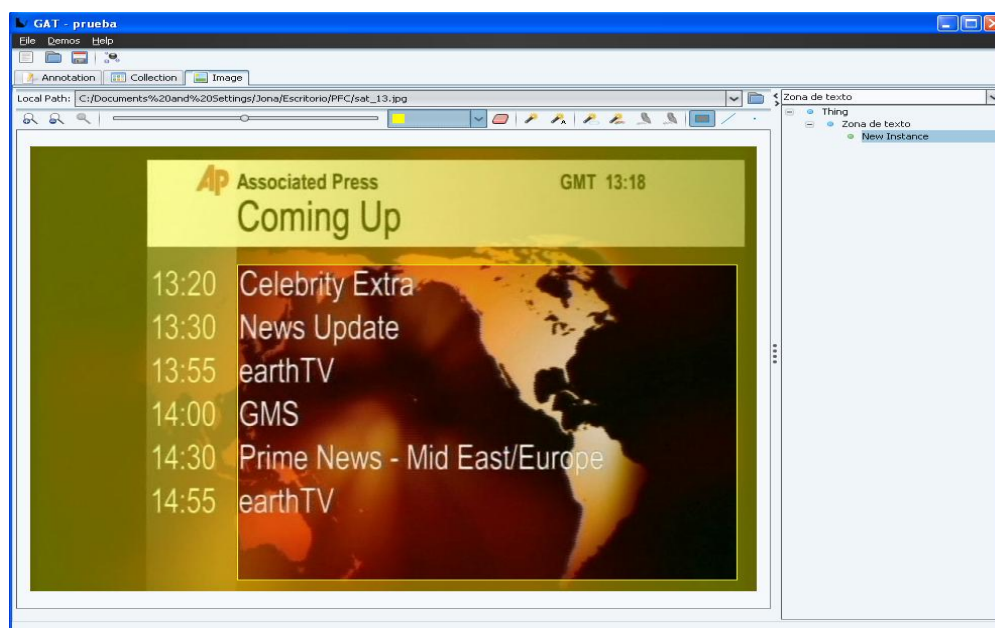 GAT - prueba
File Demos Help
Annotation Collection Image
Local Path: C:/Documents%20and%20Settings/Jona/Escritorio/PFC/sat_13.jpg
Zona de texto
Thing
Zona de texto
New Instance
AP Associated Press GMT 13:18
Coming Up
13:20 Celebrity Extra
13:30 News Update
13:55 earthTV
14:00 GMS
14:30 Prime News - Mid East/Europe
14:55 earthTV